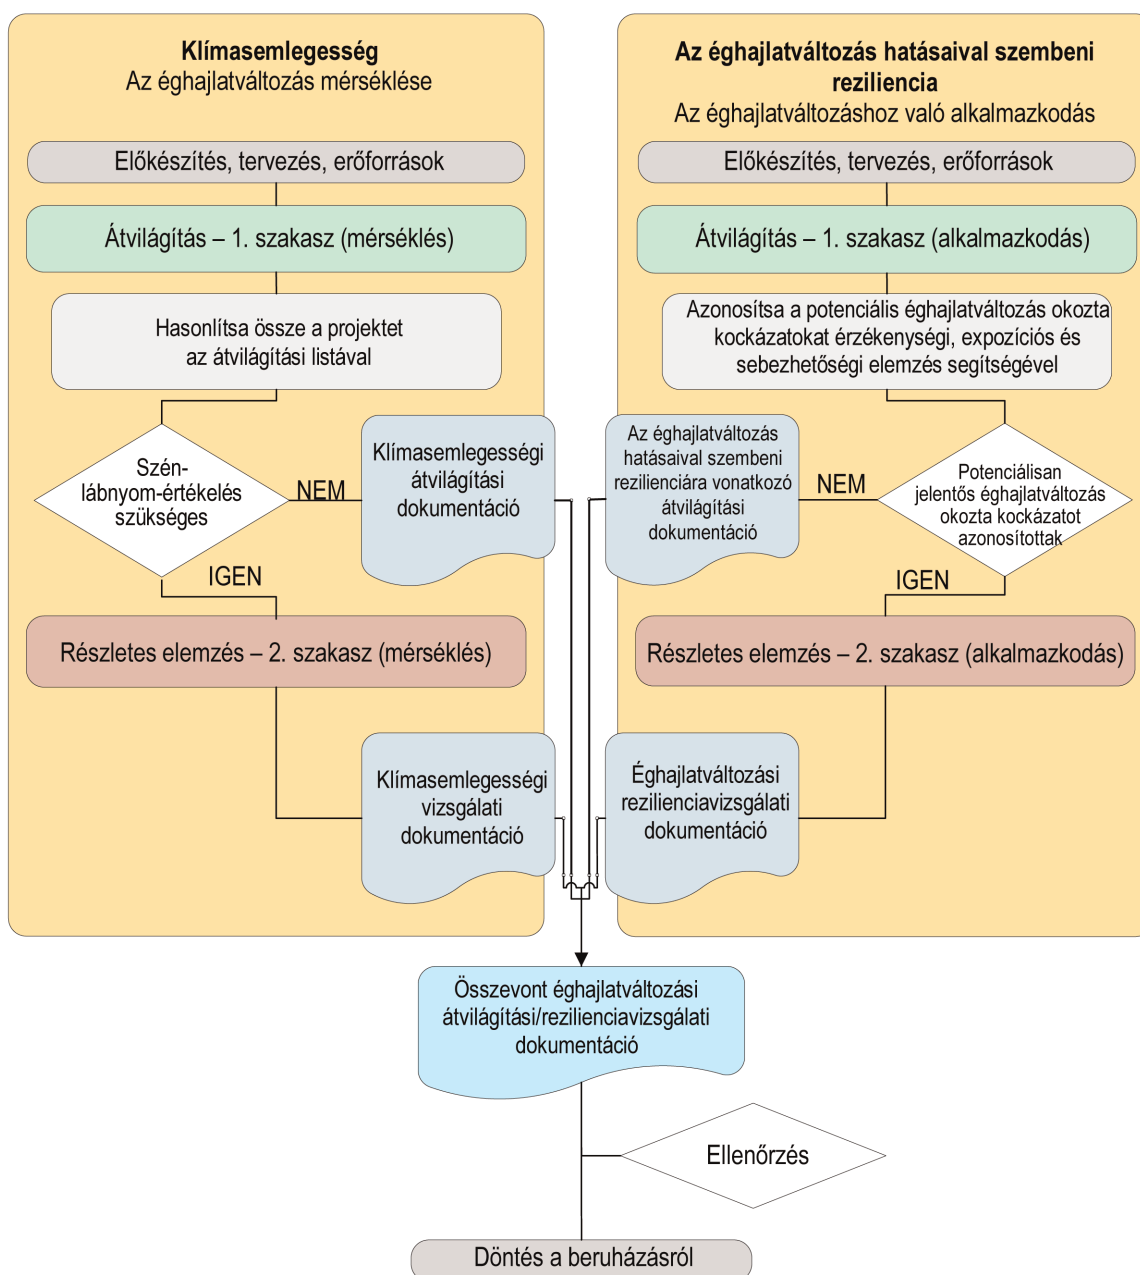 Klímasemlegesség
Az éghajlatváltozás mérséklése
Előkészítés, tervezés, erőforrások
Átvilágítás – 1. szakasz (mérséklés)
Hasonlítsa össze a projektet
az átvilágítási listával
Szén-
lábnyom-értékelés
szükséges
NEM
Klímasemlegességi
átvilágítási
dokumentáció
IGEN
Részletes elemzés – 2. szakasz (mérséklés)
Klímasemlegességi
vizsgálati
dokumentáció
Az éghajlatváltozás hatásaival szembeni
reziliencia
Az éghajlatváltozáshoz való alkalmazkodás
Előkészítés, tervezés, erőforrások
Átvilágítás – 1. szakasz (alkalmazkodás)
Azonosítsa a potenciális éghajlatváltozás okozta
kockázatokat érzékenységi, expozíciós és
sebezhetőségi elemzés segítségével
Potenciálisan
jelentős éghajlatváltozás
okozta kockázatot
azonosítottak
NEM
Az éghajlatváltozás
hatásaival szembeni
rezilienciára vonatkozó
átvilágítási
dokumentáció
IGEN
Részletes elemzés – 2. szakasz (alkalmazkodás)
Éghajlatváltozási
rezilienciavizsgálati
dokumentáció
Összevont éghajlatváltozási
átvilágítási/rezilienciavizsgálati
dokumentáció
Ellenőrzés
Döntés a beruházásról